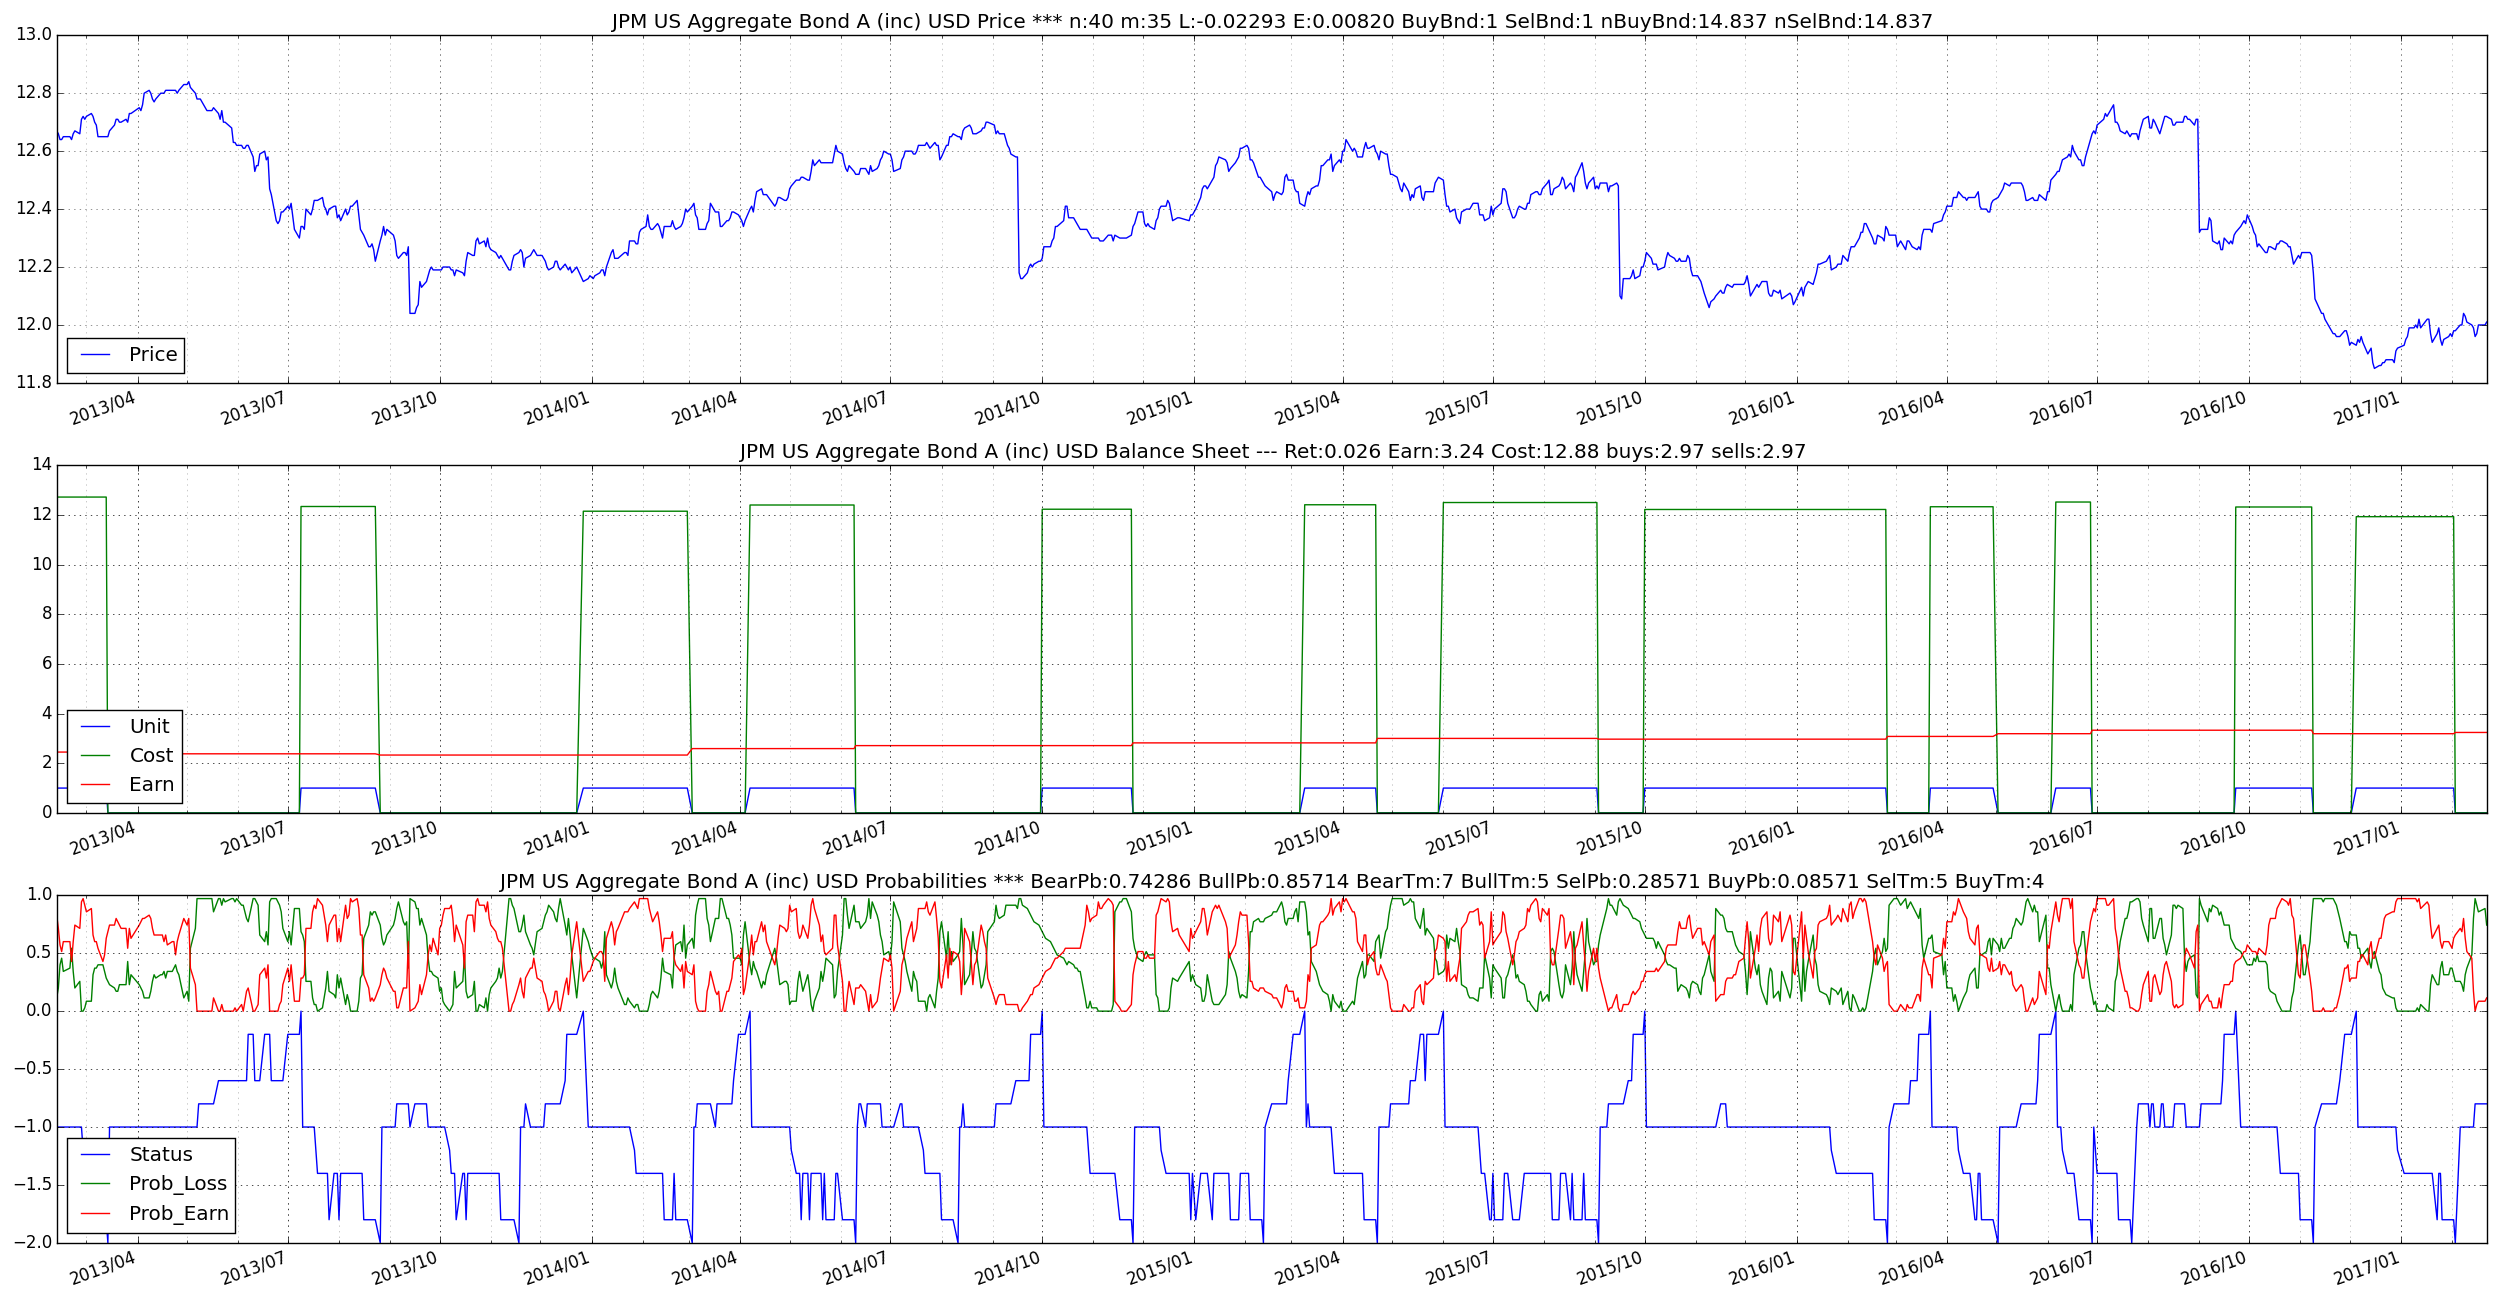 JPM US Aggregate Bond A (inc) USD Price *** n:40 m:35 L:-0.02293 E:0.00820 BuyBnd:1 SelBnd:1 nBuyBnd:14.837 nSelBnd:14.837
13.0
12.8
12.6
12.4
12.2
12.0
11.8
Price
2013/04 2013/07 2013/10 2014/01 2014/04 2014/07 2014/10 2015/01 2015/04 2015/07 2015/10 2016/01 2016/04 2016/07 2016/10 2017/01
JPM US Aggregate Bond A (inc) USD Balance Sheet --- Ret:0.026 Earn:3.24 Cost:12.88 buys:2.97 sells:2.97
14
12
10
8
6
4
2
0
Unit
Cost
Earn
2013/04 2013/07 2013/10 2014/01 2014/04 2014/07 2014/10 2015/01 2015/04 2015/07 2015/10 2016/01 2016/04 2016/07 2016/10 2017/01
JPM US Aggregate Bond A (inc) USD Probabilities *** BearPb:0.74286 BullPb:0.85714 BearTm:7 BullTm:5 SelPb:0.28571 BuyPb:0.08571 SelTm:5 BuyTm:4
1.0
0.5
0.0
−0.5
−1.0
−1.5
−2.0
Status
Prob_Loss
Prob_Earn
2013/04 2013/07 2013/10 2014/01 2014/04 2014/07 2014/10 2015/01 2015/04 2015/07 2015/10 2016/01 2016/04 2016/07 2016/10 2017/01